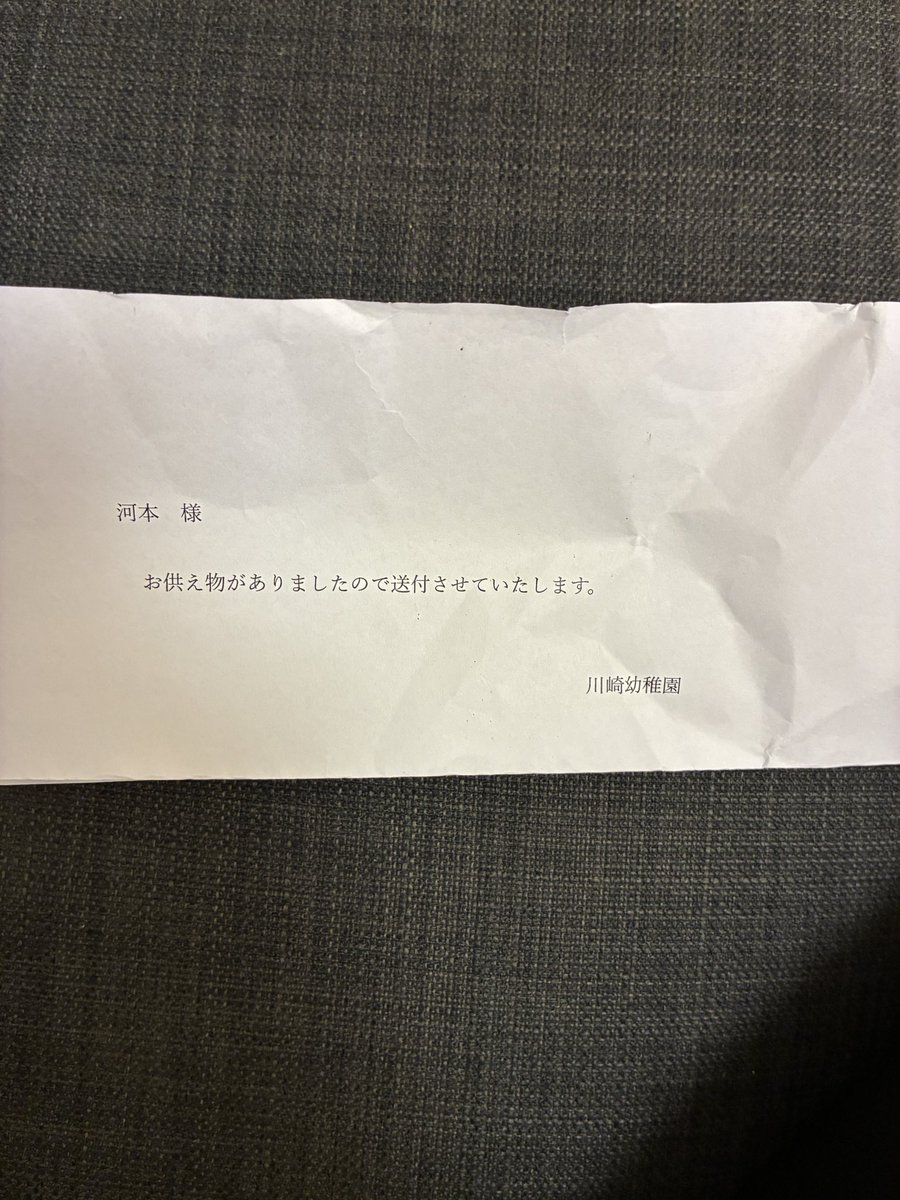 河本　様
お供え物がありましたので送付させていたします。
川崎幼稚園